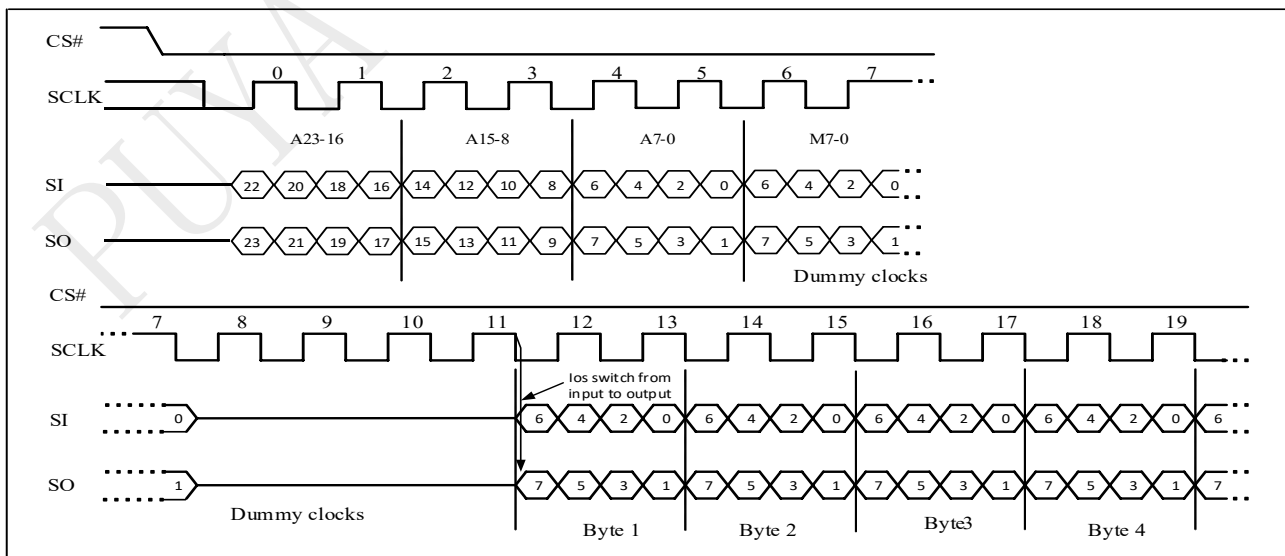 PUYA
CS#
SCLK 0 1 2 3 4 5 6 7
A23-16 A15-8 A7-0 M7-0
SI 22 20 18 16 14 12 10 8 6 4 2 0 6 4 2 0
SO 23 21 19 17 15 13 11 9 7 5 3 1 7 5 3 1
Dummy clocks
CS#
7 8 9 10 11 12 13 14 15 16 17 18 19
SCLK
Ios switch from
input to output
SI 0 6 4 2 0 6 4 2 0 6 4 2 0 6 4 2 0 6
SO 1 7 5 3 1 7 5 3 1 7 5 3 1 7 5 3 1 7
Dummy clocks Byte 1 Byte 2 Byte3 Byte 4